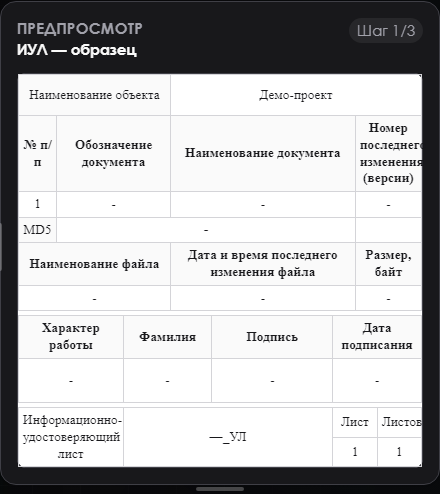 ПРЕДПРОСМОТР
Шаг 1/3
ИУЛ — образец
Наименование объекта
Демо-проект
№ п/
п
Обозначение
документа
Наименование документа
Номер
последнег
изменения
(версии)
1
-
-
-
MD5
-
Наименование файла
Дата и время последнего
изменения файла
Размер,
байт
-
-
-
Характер
работы
Фамилия
Подпись
Дата
подписания
-
-
-
-
Информационно-
удостоверяющий
лист
—_УЛ
Лист
Листов
1
1